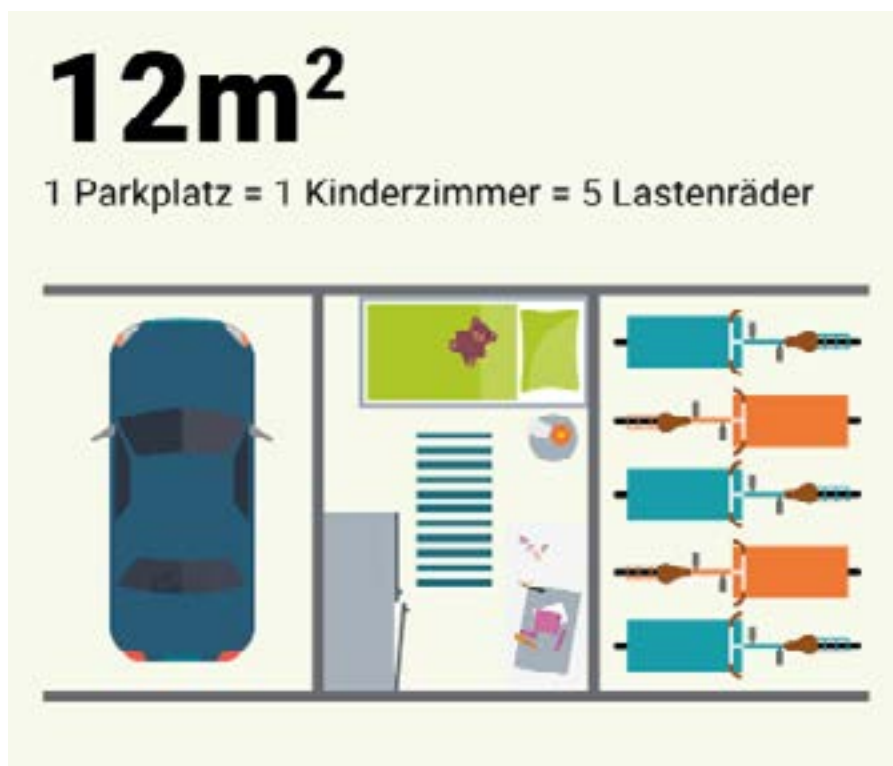 12m²
1 Parkplatz = 1 Kinderzimmer = 5 Lastenräder